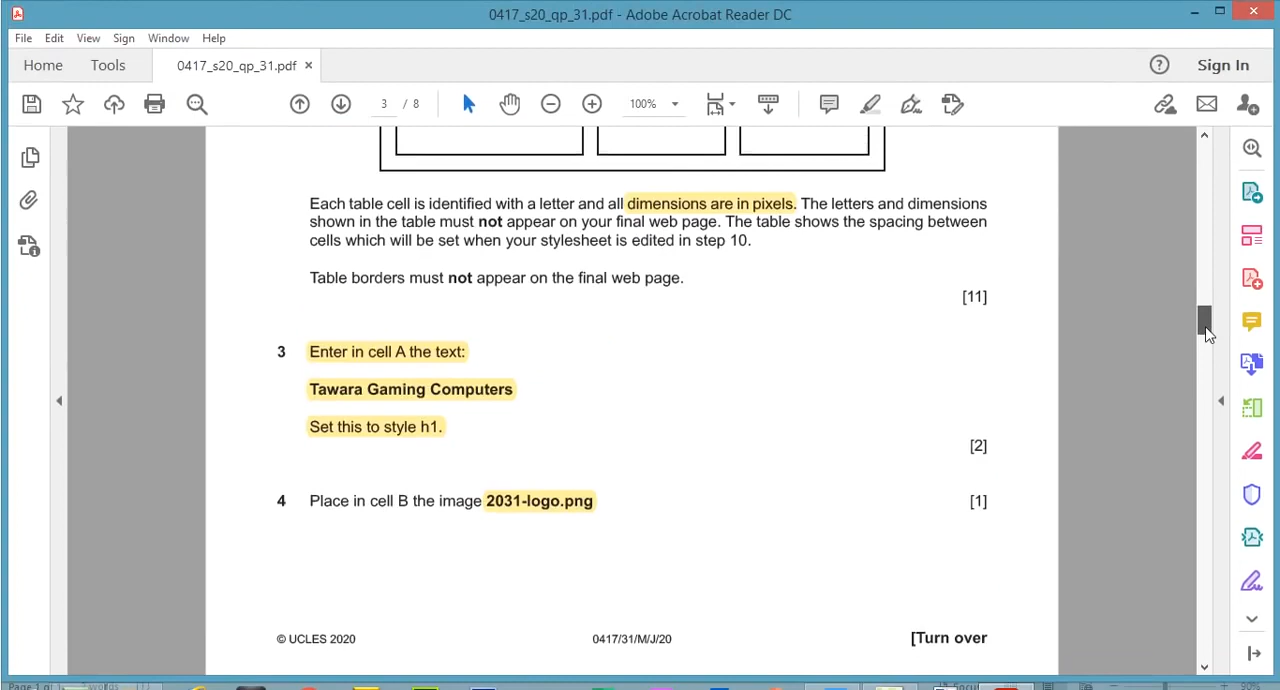 0417_s20_qp_31.pdf - Adobe Acrobat Reader DC
File Edit View Sign Window Help
Home Tools 0417_s20_qp_31.pdf × Sign In
3 / 8 100%
Each table cell is identified with a letter and all dimensions are in pixels. The letters and dimensions
shown in the table must not appear on your final web page. The table shows the spacing between
cells which will be set when your stylesheet is edited in step 10.
Table borders must not appear on the final web page.
[11]
3 Enter in cell A the text:
Tawara Gaming Computers
Set this to style h1.
[2]
4 Place in cell B the image 2031-logo.png [1]
© UCLES 2020 0417/31/M/J/20 [Turn over